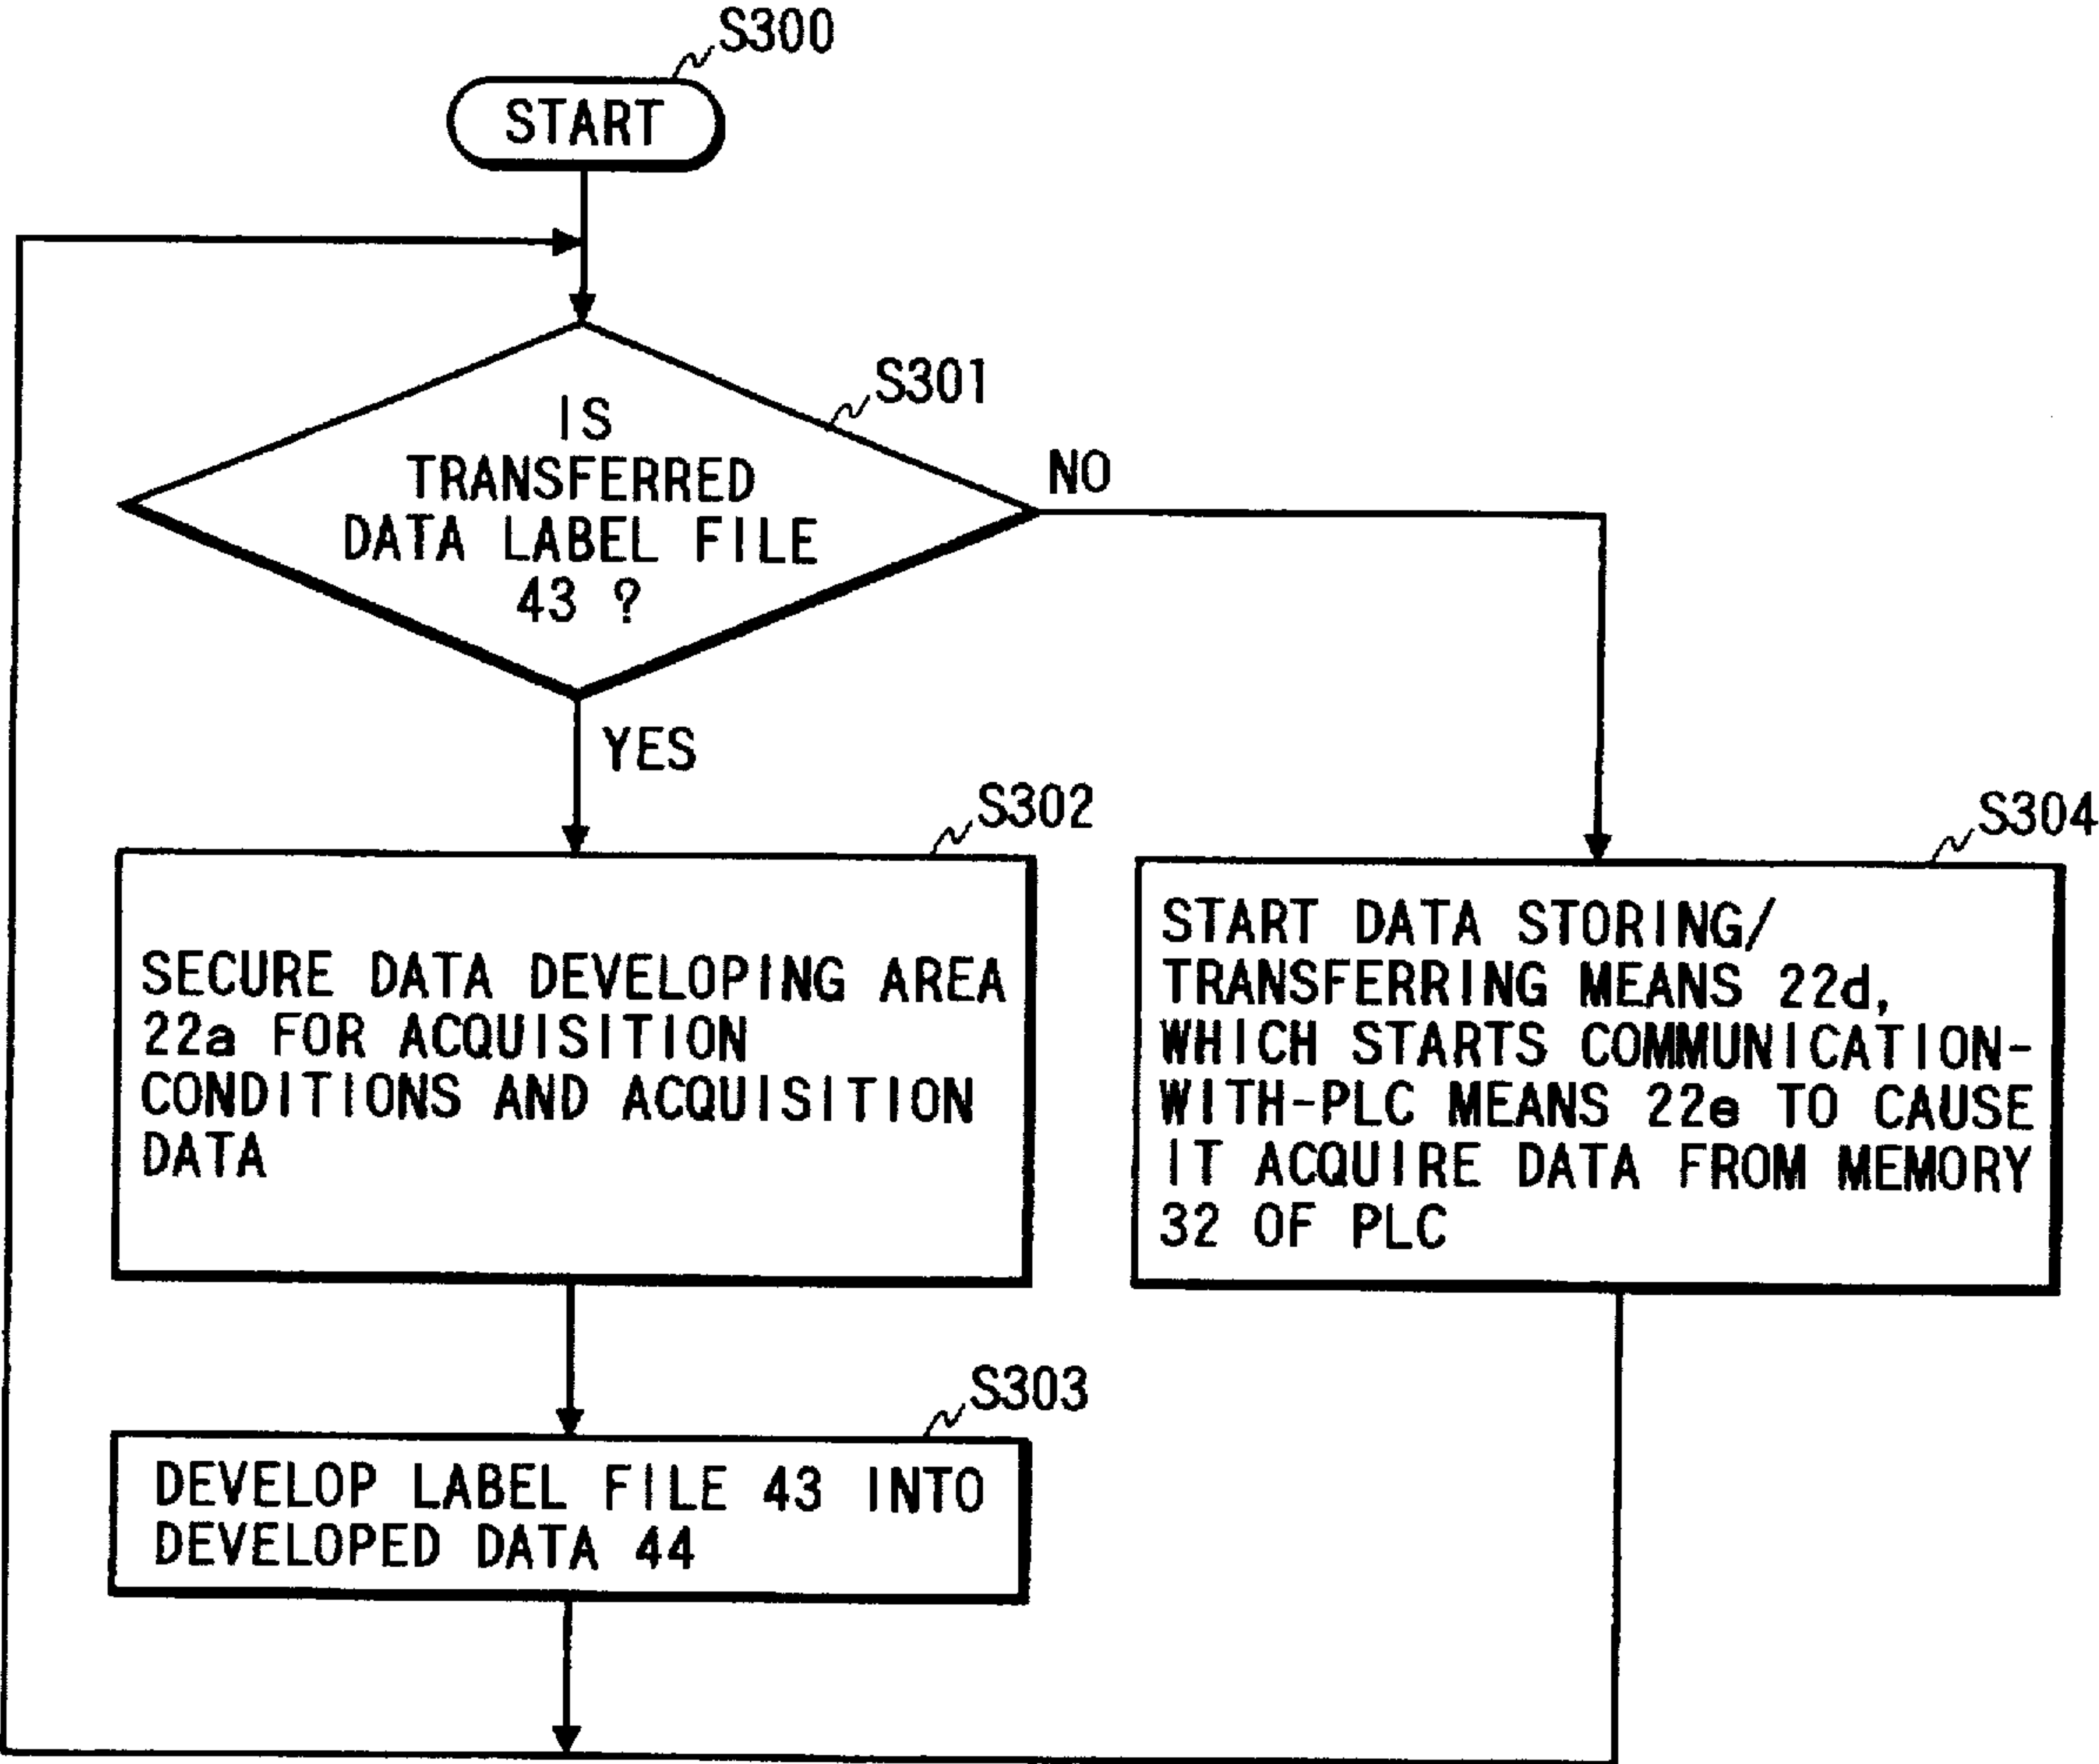 S300
START
S301
IS
TRANSFERRED
DATA LABEL FILE
43 ?
NO
YES
S302
SECURE DATA DEVELOPING AREA
22a FOR ACQUISITION
CONDITIONS AND ACQUISITION
DATA
S304
START DATA STORING/
TRANSFERRING MEANS 22d,
WHICH STARTS COMMUNICATION-
WITH-PLC MEANS 22e TO CAUSE
IT ACQUIRE DATA FROM MEMORY
32 OF PLC
S303
DEVELOP LABEL FILE 43 INTO
DEVELOPED DATA 44